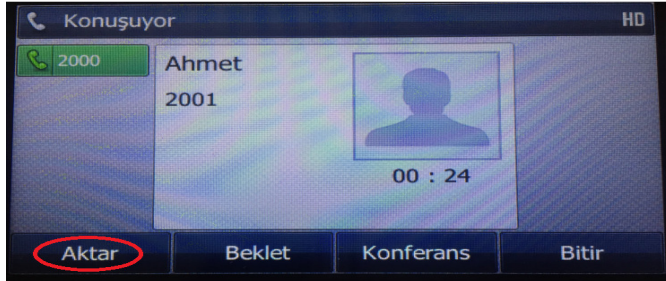 Konuşuyor HD
2000
Ahmet
2001
00 : 24
Aktar Beklet Konferans Bitir